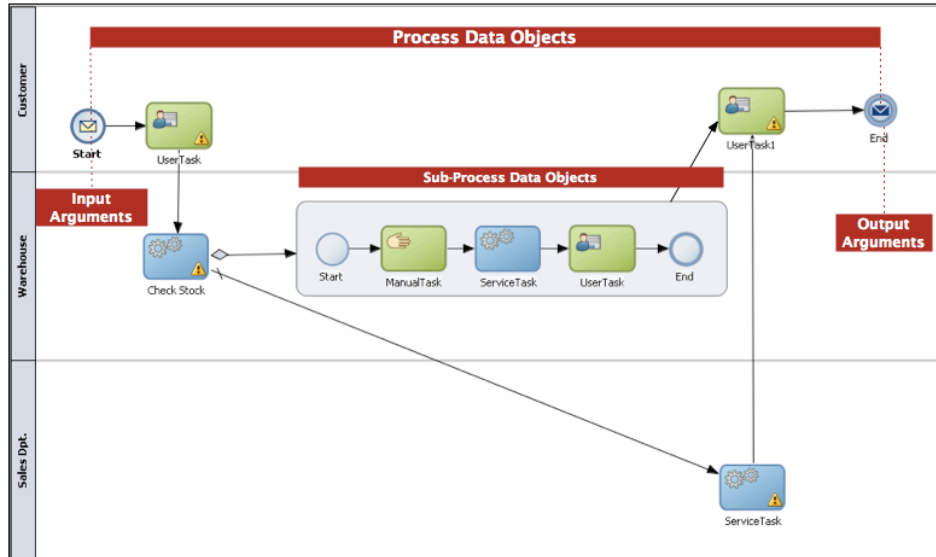 Customer
Process Data Objects
Start
UserTask
UserTask1
End
Warehouse
Input
Arguments
Sub-Process Data Objects
Output
Arguments
Check Stock
Start
ManualTask
ServiceTask
UserTask
End
Sales Dpt.
ServiceTask